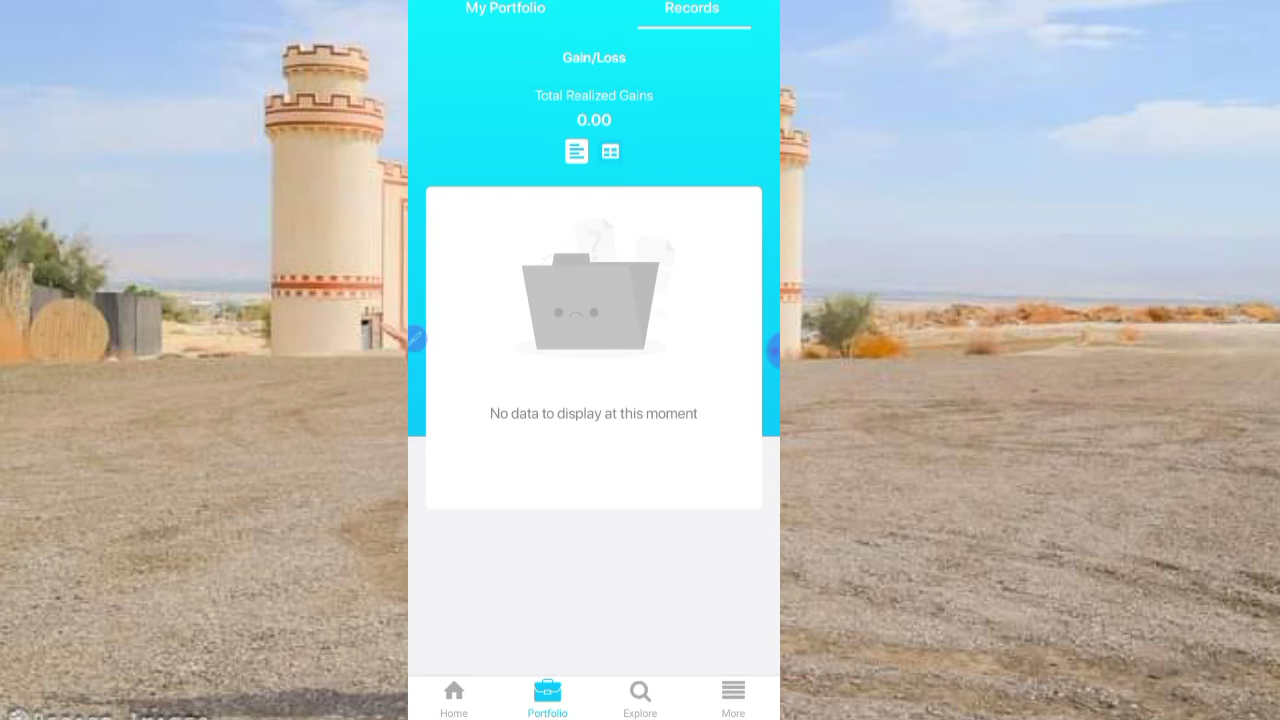 My Portfolio
Records
Gain/Loss
Total Realized Gains
0.00
?
No data to display at this moment
Home
Portfolio
Explore
More